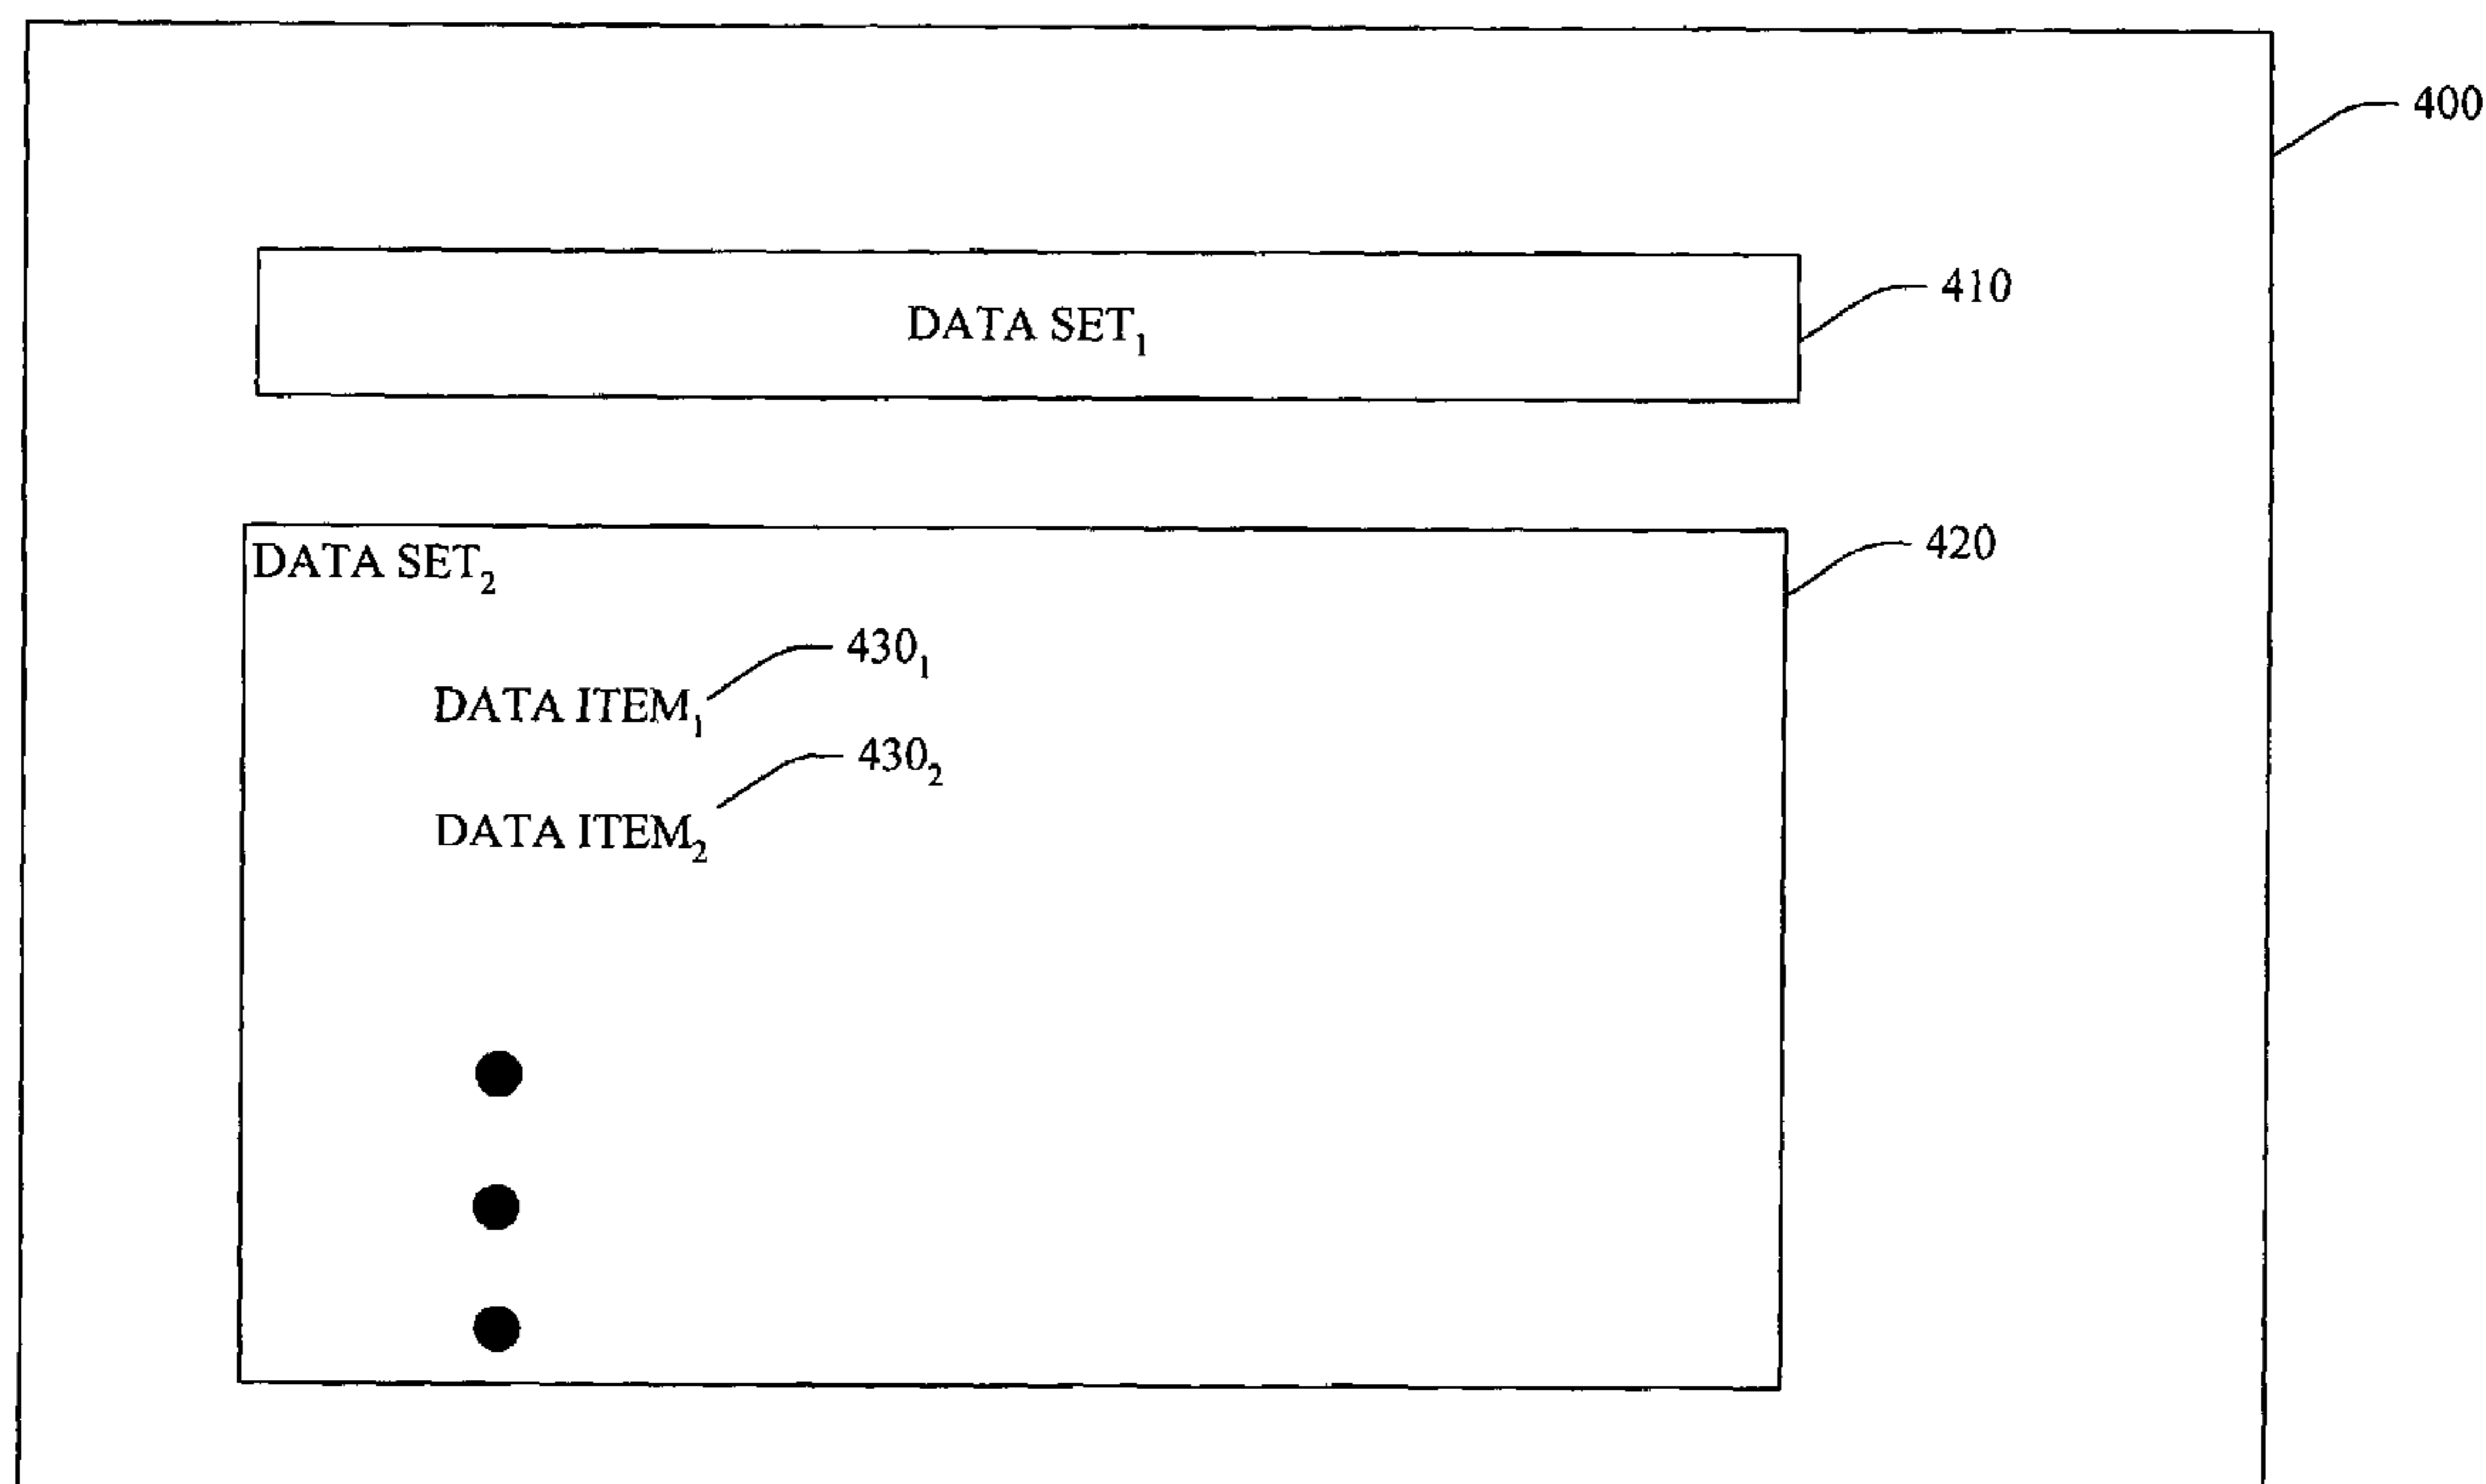 400
410
DATA SET₁
420
DATA SET₂
430₁
DATA ITEM₁
430₂
DATA ITEM₂